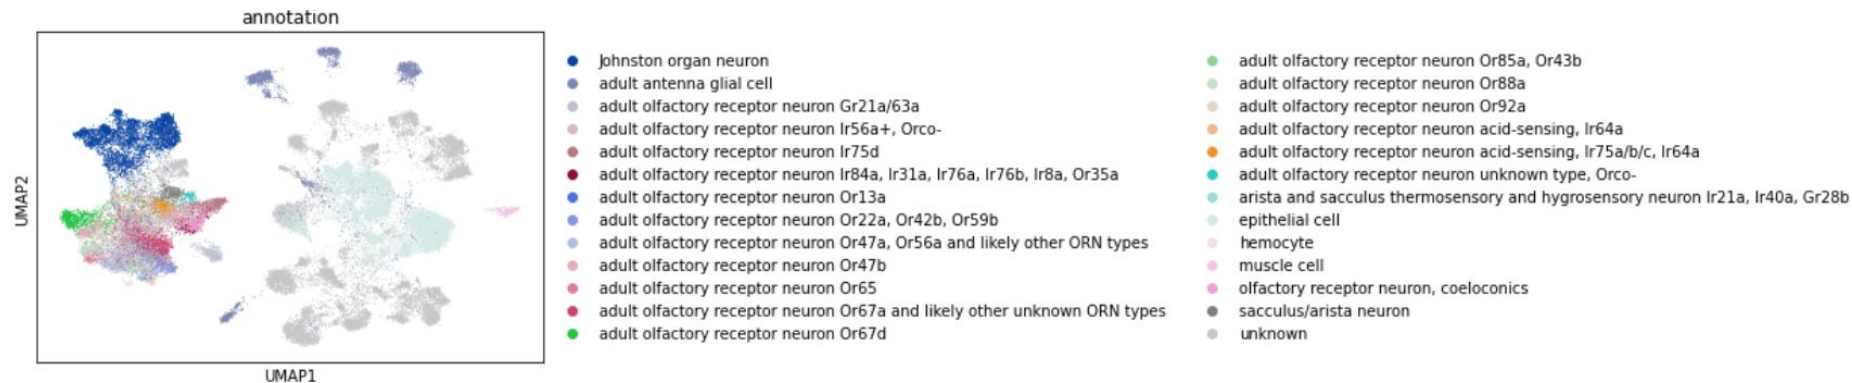 annotation
UMAP2
UMAP1
Johnston organ neuron
adult antenna glial cell
adult olfactory receptor neuron Gr21a/63a
adult olfactory receptor neuron Ir56a+, Orco-
adult olfactory receptor neuron Ir75d
adult olfactory receptor neuron Ir84a, Ir31a, Ir76a, Ir76b, Ir8a, Or35a
adult olfactory receptor neuron Or13a
adult olfactory receptor neuron Or22a, Or42b, Or59b
adult olfactory receptor neuron Or47a, Or56a and likely other ORN types
adult olfactory receptor neuron Or47b
adult olfactory receptor neuron Or65
adult olfactory receptor neuron Or67a and likely other unknown ORN types
adult olfactory receptor neuron Or67d
adult olfactory receptor neuron Or85a, Or43b
adult olfactory receptor neuron Or88a
adult olfactory receptor neuron Or92a
adult olfactory receptor neuron acid-sensing, Ir64a
adult olfactory receptor neuron acid-sensing, Ir75a/b/c, Ir64a
adult olfactory receptor neuron unknown type, Orco-
arista and sacculus thermosensory and hygrosensory neuron Ir21a, Ir40a, Gr28b
epithelial cell
hemocyte
muscle cell
olfactory receptor neuron, coeloconics
sacculus/arista neuron
unknown